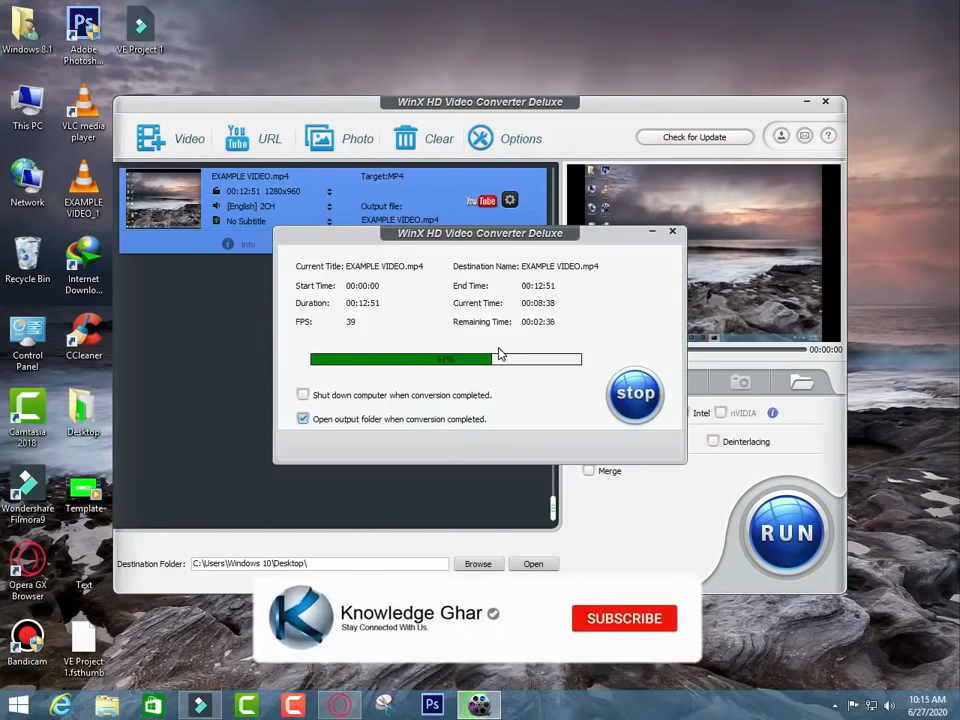 Windows 8.1
Adobe Photosh...
VE Project 1
This PC
VLC media player
Network
EXAMPLE VIDEO_1
Recycle Bin
Internet Downlo...
Control Panel
CCleaner
Camtasia 2018
Desktop
Wondershare Filmora9
Template
Opera GX Browser
Text
Bandicam
VE Project 1.fsthumb
WinX HD Video Converter Deluxe
Video
You Tube URL
Photo
Clear
Options
Check for Update
EXAMPLE VIDEO.mp4
Target:MP4
00:12:51 1280x960
[English] 2CH
Output file:
No Subtitle
EXAMPLE VIDEO.mp4
You Tube
info
WinX HD Video Converter Deluxe
Current Title: EXAMPLE VIDEO.mp4
Destination Name: EXAMPLE VIDEO.mp4
Start Time: 00:00:00
End Time: 00:12:51
Duration: 00:12:51
Current Time: 00:08:38
FPS: 39
Remaining Time: 00:02:36
Shut down computer when conversion completed.
Open output folder when conversion completed.
stop
00:00:00
Intel
nVIDIA
Deinterlacing
Merge
RUN
Destination Folder: C:\Users\Windows 10\Desktop\
Browse
Open
Knowledge Ghar
Stay Connected With Us.
SUBSCRIBE
Ps
10:15 AM
6/27/2020